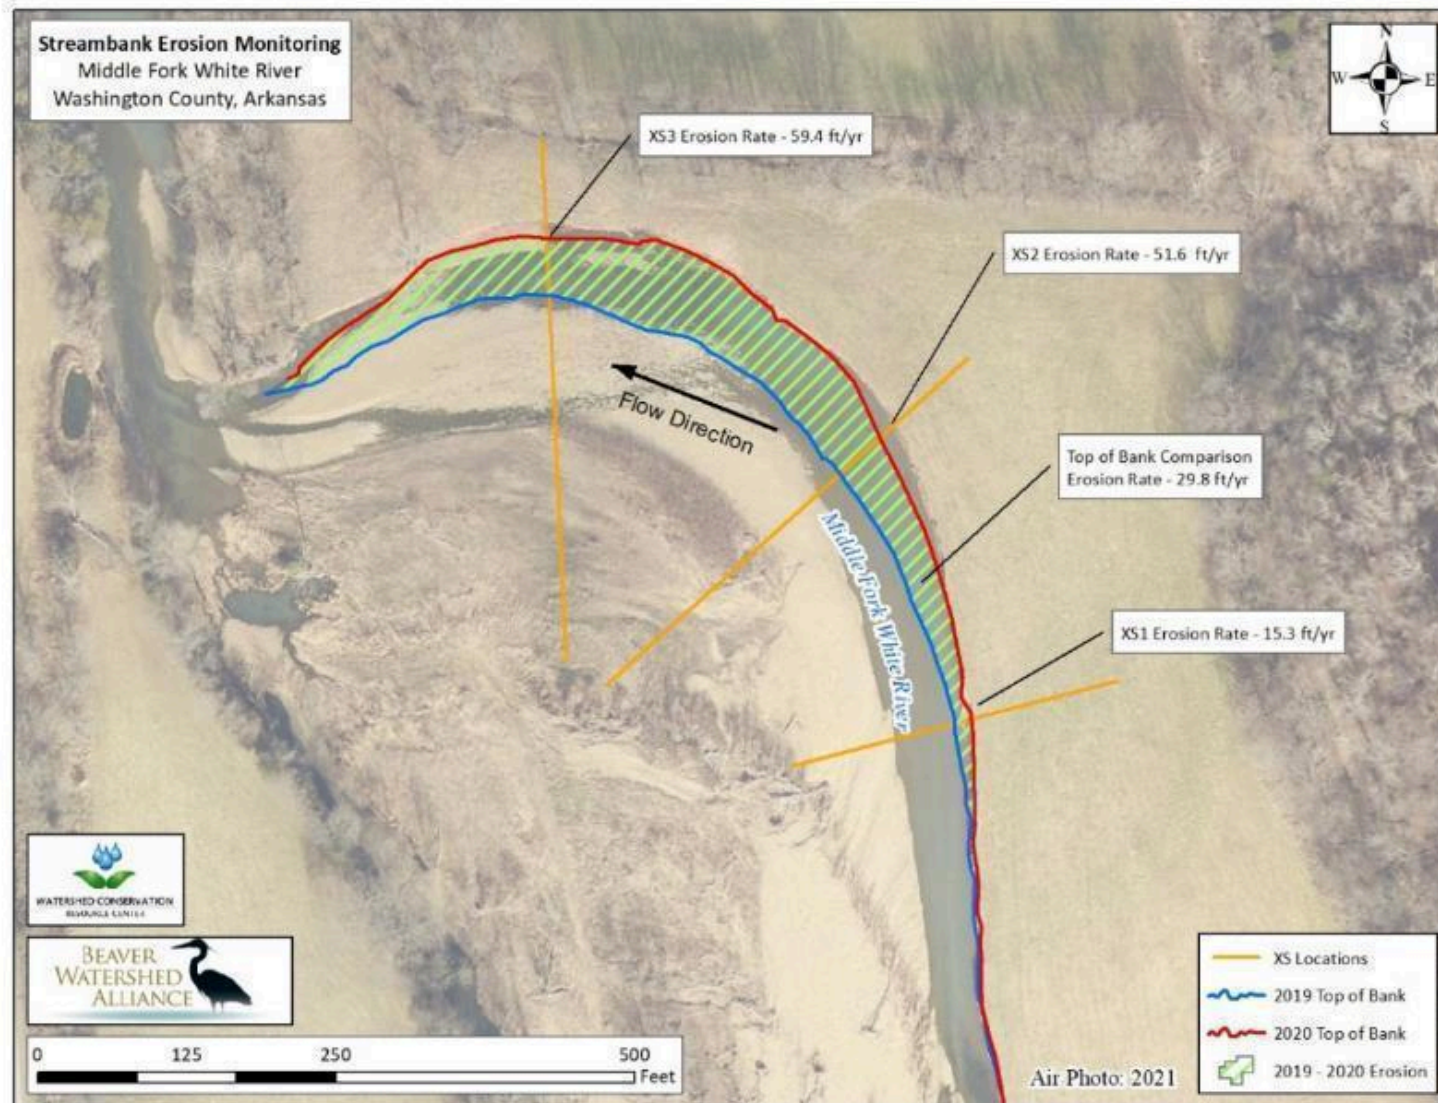 Streambank Erosion Monitoring
Middle Fork White River
Washington County, Arkansas
N
W
E
S
XS3 Erosion Rate - 59.4 ft/yr
XS2 Erosion Rate - 51.6 ft/yr
Flow Direction
Top of Bank Comparison
Erosion Rate - 29.8 ft/yr
Middle Fork White River
XS1 Erosion Rate - 15.3 ft/yr
WATERSHED CONSERVATION
RESOURCE CENTER
BEAVER
WATERSHED
ALLIANCE
XS Locations
2019 Top of Bank
2020 Top of Bank
2019 - 2020 Erosion
0 125 250 500
Feet
Air Photo: 2021